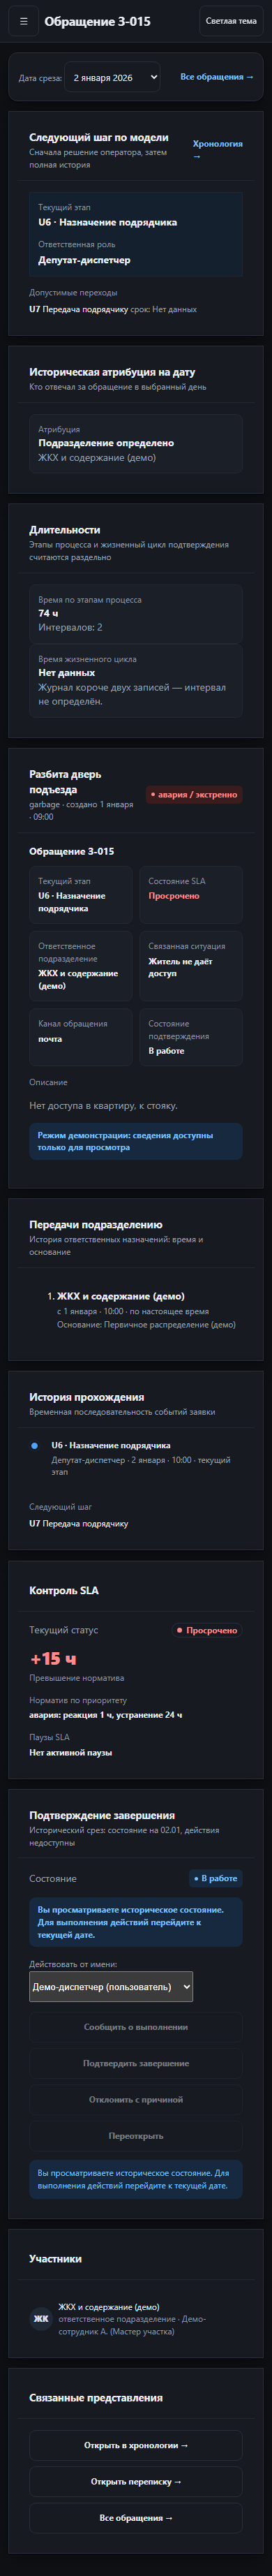 ☰ Обращение З-015 Светлая тема
Дата среза: 2 января 2026 Все обращения →
Следующий шаг по модели
Сначала решение оператора, затем
полная история
Хронология
→
Текущий этап
U6 · Назначение подрядчика
Ответственная роль
Депутат-диспетчер
Допустимые переходы
U7 Передача подрядчику срок: Нет данных
Историческая атрибуция на дату
Кто отвечал за обращение в выбранный день
Атрибуция
Подразделение определено
ЖКХ и содержание (демо)
Длительности
Этапы процесса и жизненный цикл подтверждения
считаются раздельно
Время по этапам процесса
74 ч
Интервалов: 2
Время жизненного цикла
Нет данных
Журнал короче двух записей — интервал
не определён.
Разбита дверь
подъезда
garbage · создано 1 января
· 09:00
авария / экстренно
Обращение З-015
Текущий этап
U6 · Назначение
подрядчика
Состояние SLA
Просрочено
Ответственное
подразделение
ЖКХ и содержание
(демо)
Связанная ситуация
Житель не даёт
доступ
Канал обращения
почта
Состояние
подтверждения
В работе
Описание
Нет доступа в квартиру, к стояку.
Режим демонстрации: сведения доступны
только для просмотра
Передачи подразделению
История ответственных назначений: время и
основание
1. ЖКХ и содержание (демо)
с 1 января · 10:00 · по настоящее время
Основание: Первичное распределение (демо)
История прохождения
Временная последовательность событий заявки
U6 · Назначение подрядчика
Депутат-диспетчер · 2 января · 10:00 · текущий
этап
Следующий шаг
U7 Передача подрядчику
Контроль SLA
Текущий статус Просрочено
+15 ч
Превышение норматива
Норматив по приоритету
авария: реакция 1 ч, устранение 24 ч
Паузы SLA
Нет активной паузы
Подтверждение завершения
Исторический срез: состояние на 02.01, действия
недоступны
Состояние В работе
Вы просматриваете историческое состояние.
Для выполнения действий перейдите к
текущей дате.
Действовать от имени:
Демо-диспетчер (пользователь)
Сообщить о выполнении
Подтвердить завершение
Отклонить с причиной
Переоткрыть
Вы просматриваете историческое состояние. Для
выполнения действий перейдите к текущей дате.
Участники
ЖК
ЖКХ и содержание (демо)
ответственное подразделение · Демо-
сотрудник А. (Мастер участка)
Связанные представления
Открыть в хронологии →
Открыть переписку →
Все обращения →